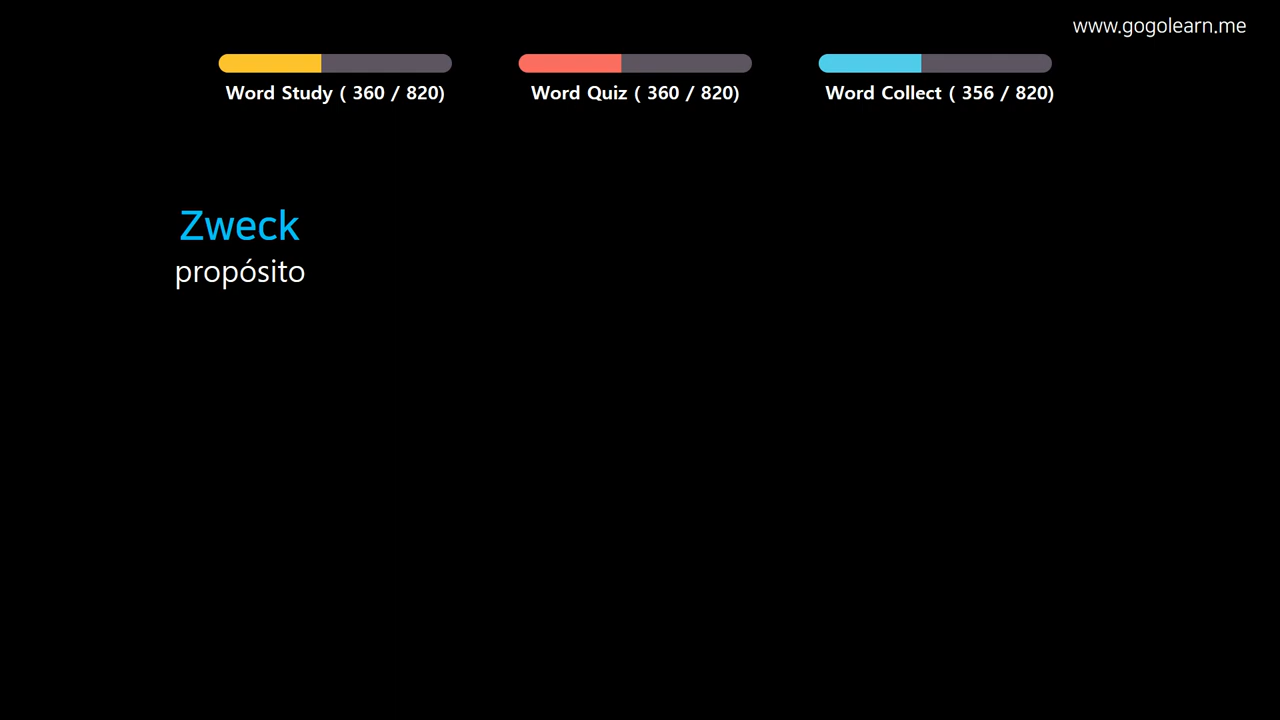 www.gogolearn.me
Word Study ( 360 / 820)
Word Quiz ( 360 / 820)
Word Collect ( 356 / 820)
Zweck
propósito